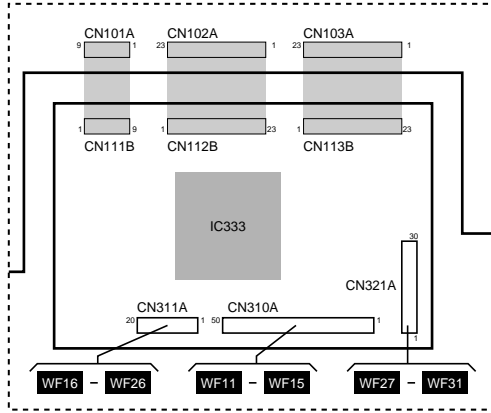 CN101A CN102A CN103A
9 1 23 1 23 1
1 9 1 23 1 23
CN111B CN112B CN113B
IC333
30
CN321A
CN311A CN310A
20 1 50 1
1
WF16 – WF26 WF11 – WF15 WF27 – WF31